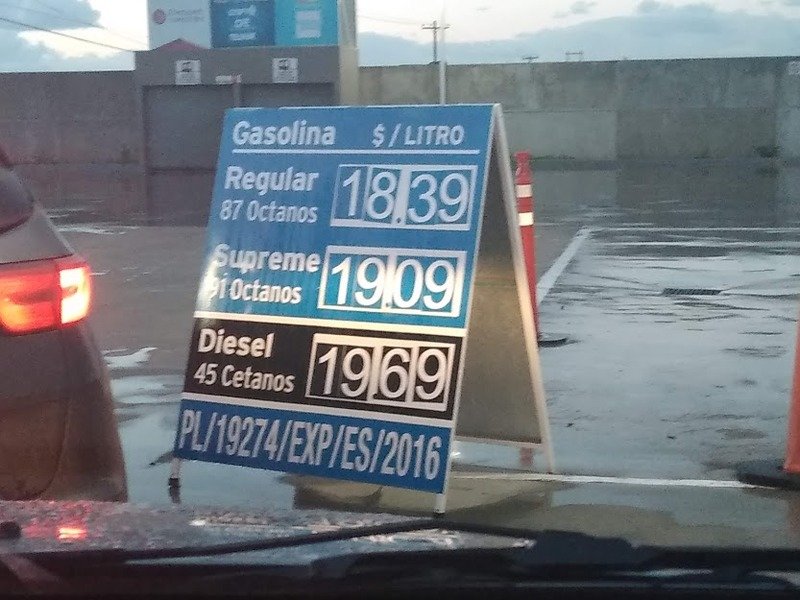 Gasolina $ / LITRO
Regular 18.39
87 Octanos
Supreme 19.09
91 Octanos
Diesel 19.69
45 Cetanos
PL/19274/EXP/ES/2016